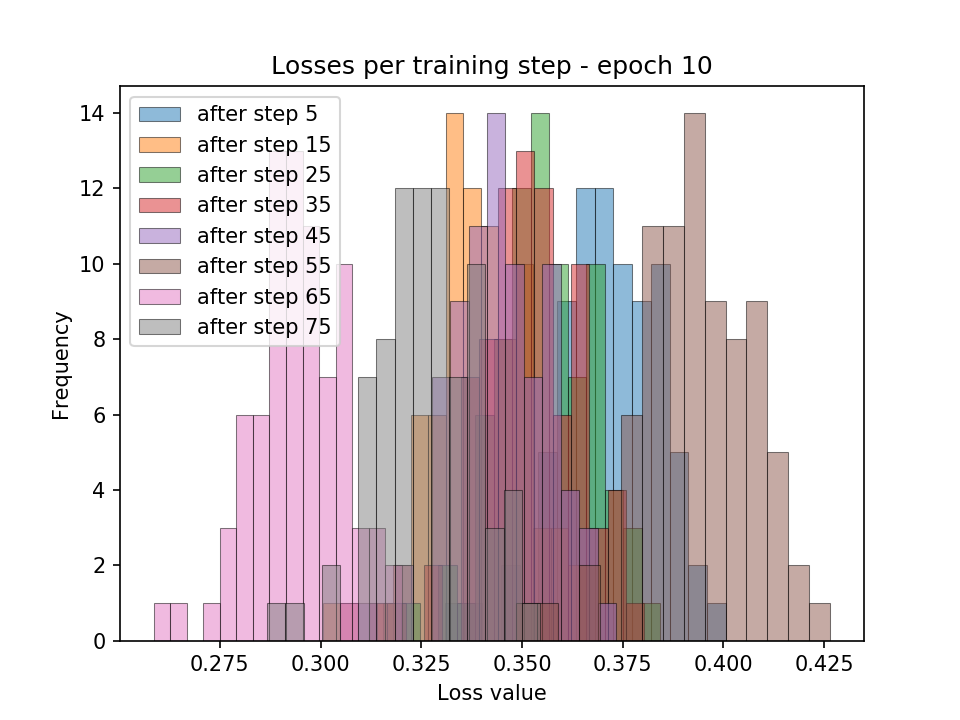 Losses per training step - epoch 10
Frequency
14
12
10
8
6
4
2
0
after step 5
after step 15
after step 25
after step 35
after step 45
after step 55
after step 65
after step 75
0.275
0.300
0.325
0.350
0.375
0.400
0.425
Loss value